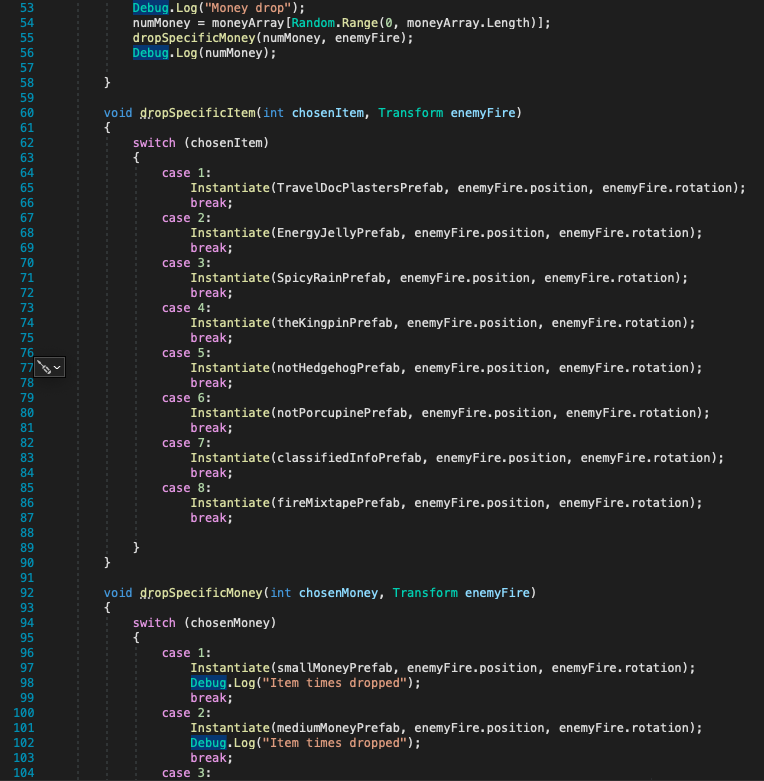 53 Debug.Log("Money drop");
54 numMoney = moneyArray[Random.Range(0, moneyArray.Length)];
55 dropSpecificMoney(numMoney, enemyFire);
56 Debug.Log(numMoney);
57
58 }
59
60 void dropSpecificItem(int chosenItem, Transform enemyFire)
61 {
62 switch (chosenItem)
63 {
64 case 1:
65 Instantiate(TravelDocPlastersPrefab, enemyFire.position, enemyFire.rotation);
66 break;
67 case 2:
68 Instantiate(EnergyJellyPrefab, enemyFire.position, enemyFire.rotation);
69 break;
70 case 3:
71 Instantiate(SpicyRainPrefab, enemyFire.position, enemyFire.rotation);
72 break;
73 case 4:
74 Instantiate(theKingpinPrefab, enemyFire.position, enemyFire.rotation);
75 break;
76 case 5:
77 Instantiate(notHedgehogPrefab, enemyFire.position, enemyFire.rotation);
78 break;
79 case 6:
80 Instantiate(notPorcupinePrefab, enemyFire.position, enemyFire.rotation);
81 break;
82 case 7:
83 Instantiate(classifiedInfoPrefab, enemyFire.position, enemyFire.rotation);
84 break;
85 case 8:
86 Instantiate(fireMixtapePrefab, enemyFire.position, enemyFire.rotation);
87 break;
88
89 }
90 }
91
92 void dropSpecificMoney(int chosenMoney, Transform enemyFire)
93 {
94 switch (chosenMoney)
95 {
96 case 1:
97 Instantiate(smallMoneyPrefab, enemyFire.position, enemyFire.rotation);
98 Debug.Log("Item times dropped");
99 break;
100 case 2:
101 Instantiate(mediumMoneyPrefab, enemyFire.position, enemyFire.rotation);
102 Debug.Log("Item times dropped");
103 break;
104 case 3: